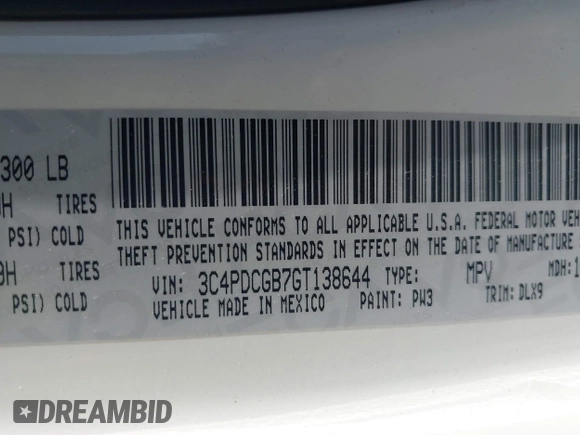 300 LB
TIRES
PSI) COLD
TIRES
PSI) COLD
THIS VEHICLE CONFORMS TO ALL APPLICABLE U.S.A. FEDERAL MOTOR
THEFT PREVENTION STANDARDS IN EFFECT ON THE DATE OF MANUFACTURE
VIN: 3C4PDCGB7GT138644 TYPE: MPV MDH: 1
VEHICLE MADE IN MEXICO PAINT: PW3 TRIM: DLX9
DREAMBID